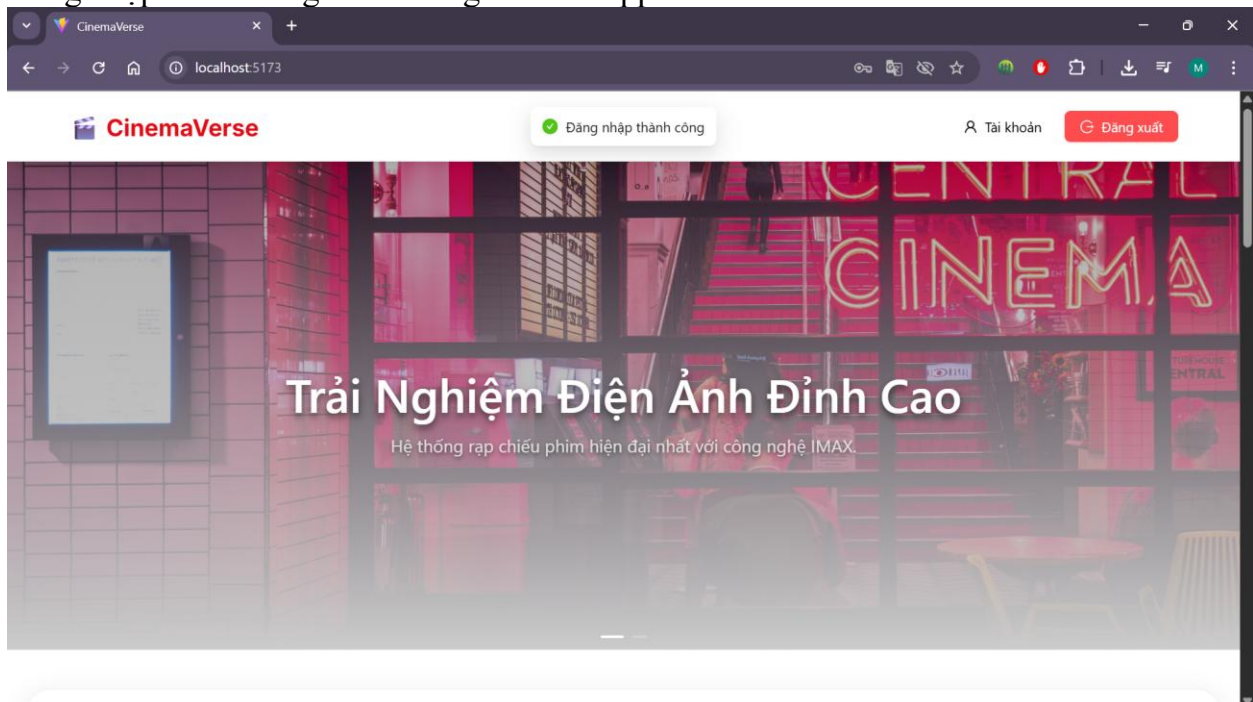 CinemaVerse
localhost:5173
M
CinemaVerse
Đăng nhập thành công
Tài khoản
Đăng xuất
CENTRAL
CINEMA
Trải Nghiệm Điện Ảnh Đỉnh Cao
Hệ thống rạp chiếu phim hiện đại nhất với công nghệ IMAX.